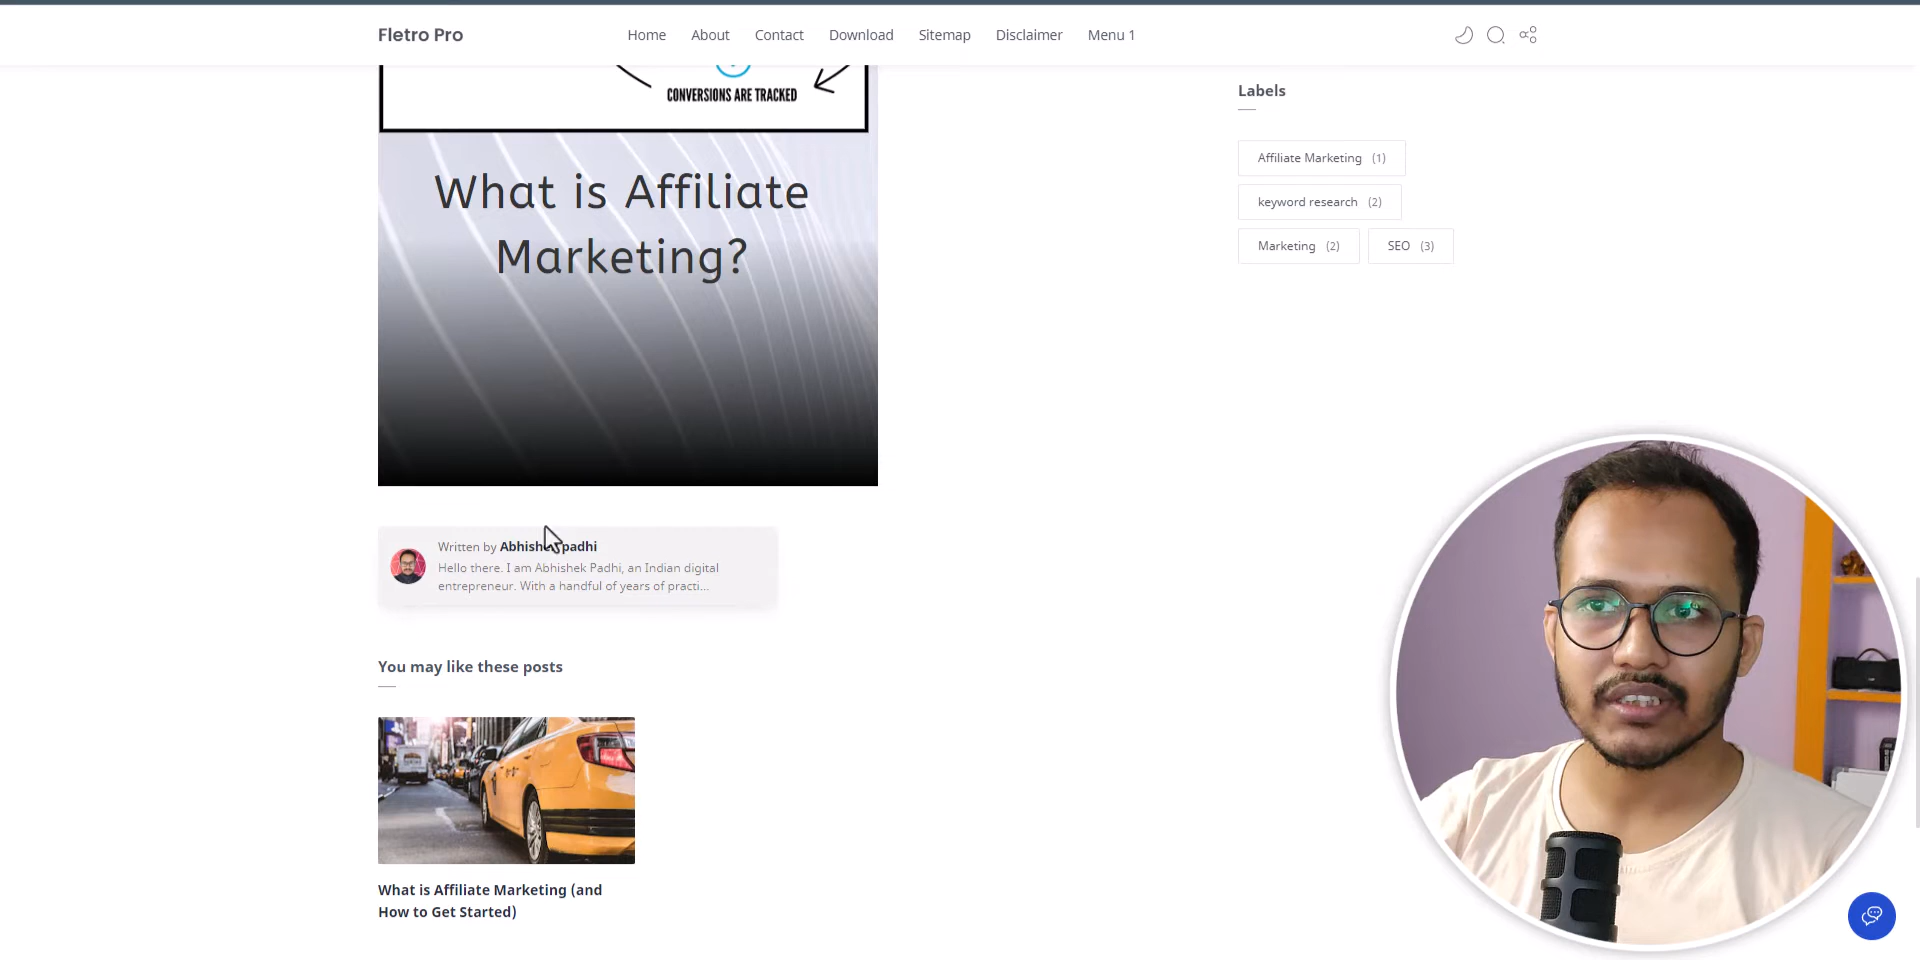 Fletro Pro
Home About Contact Download Sitemap Disclaimer Menu 1
CONVERSIONS ARE TRACKED
What is Affiliate
Marketing?
Labels
Affiliate Marketing (1)
keyword research (2)
Marketing (2) SEO (3)
Written by Abhishek padhi
Hello there. I am Abhishek Padhi, an Indian digital
entrepreneur. With a handful of years of practi...
You may like these posts
What is Affiliate Marketing (and
How to Get Started)